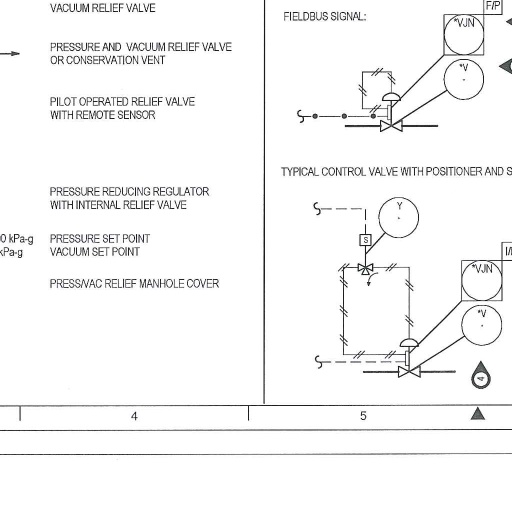 VACUUM RELIEF VALVE
PRESSURE AND VACUUM RELIEF VALVE
OR CONSERVATION VENT
PILOT OPERATED RELIEF VALVE
WITH REMOTE SENSOR
PRESSURE REDUCING REGULATOR
WITH INTERNAL RELIEF VALVE
0 kPa-g PRESSURE SET POINT
kPa-g VACUUM SET POINT
PRESS/VAC RELIEF MANHOLE COVER
4
FIELDBUS SIGNAL:
F/P
*VJN
*V
TYPICAL CONTROL VALVE WITH POSITIONER AND S
Y
S
I/
*VJN
*V
4
5